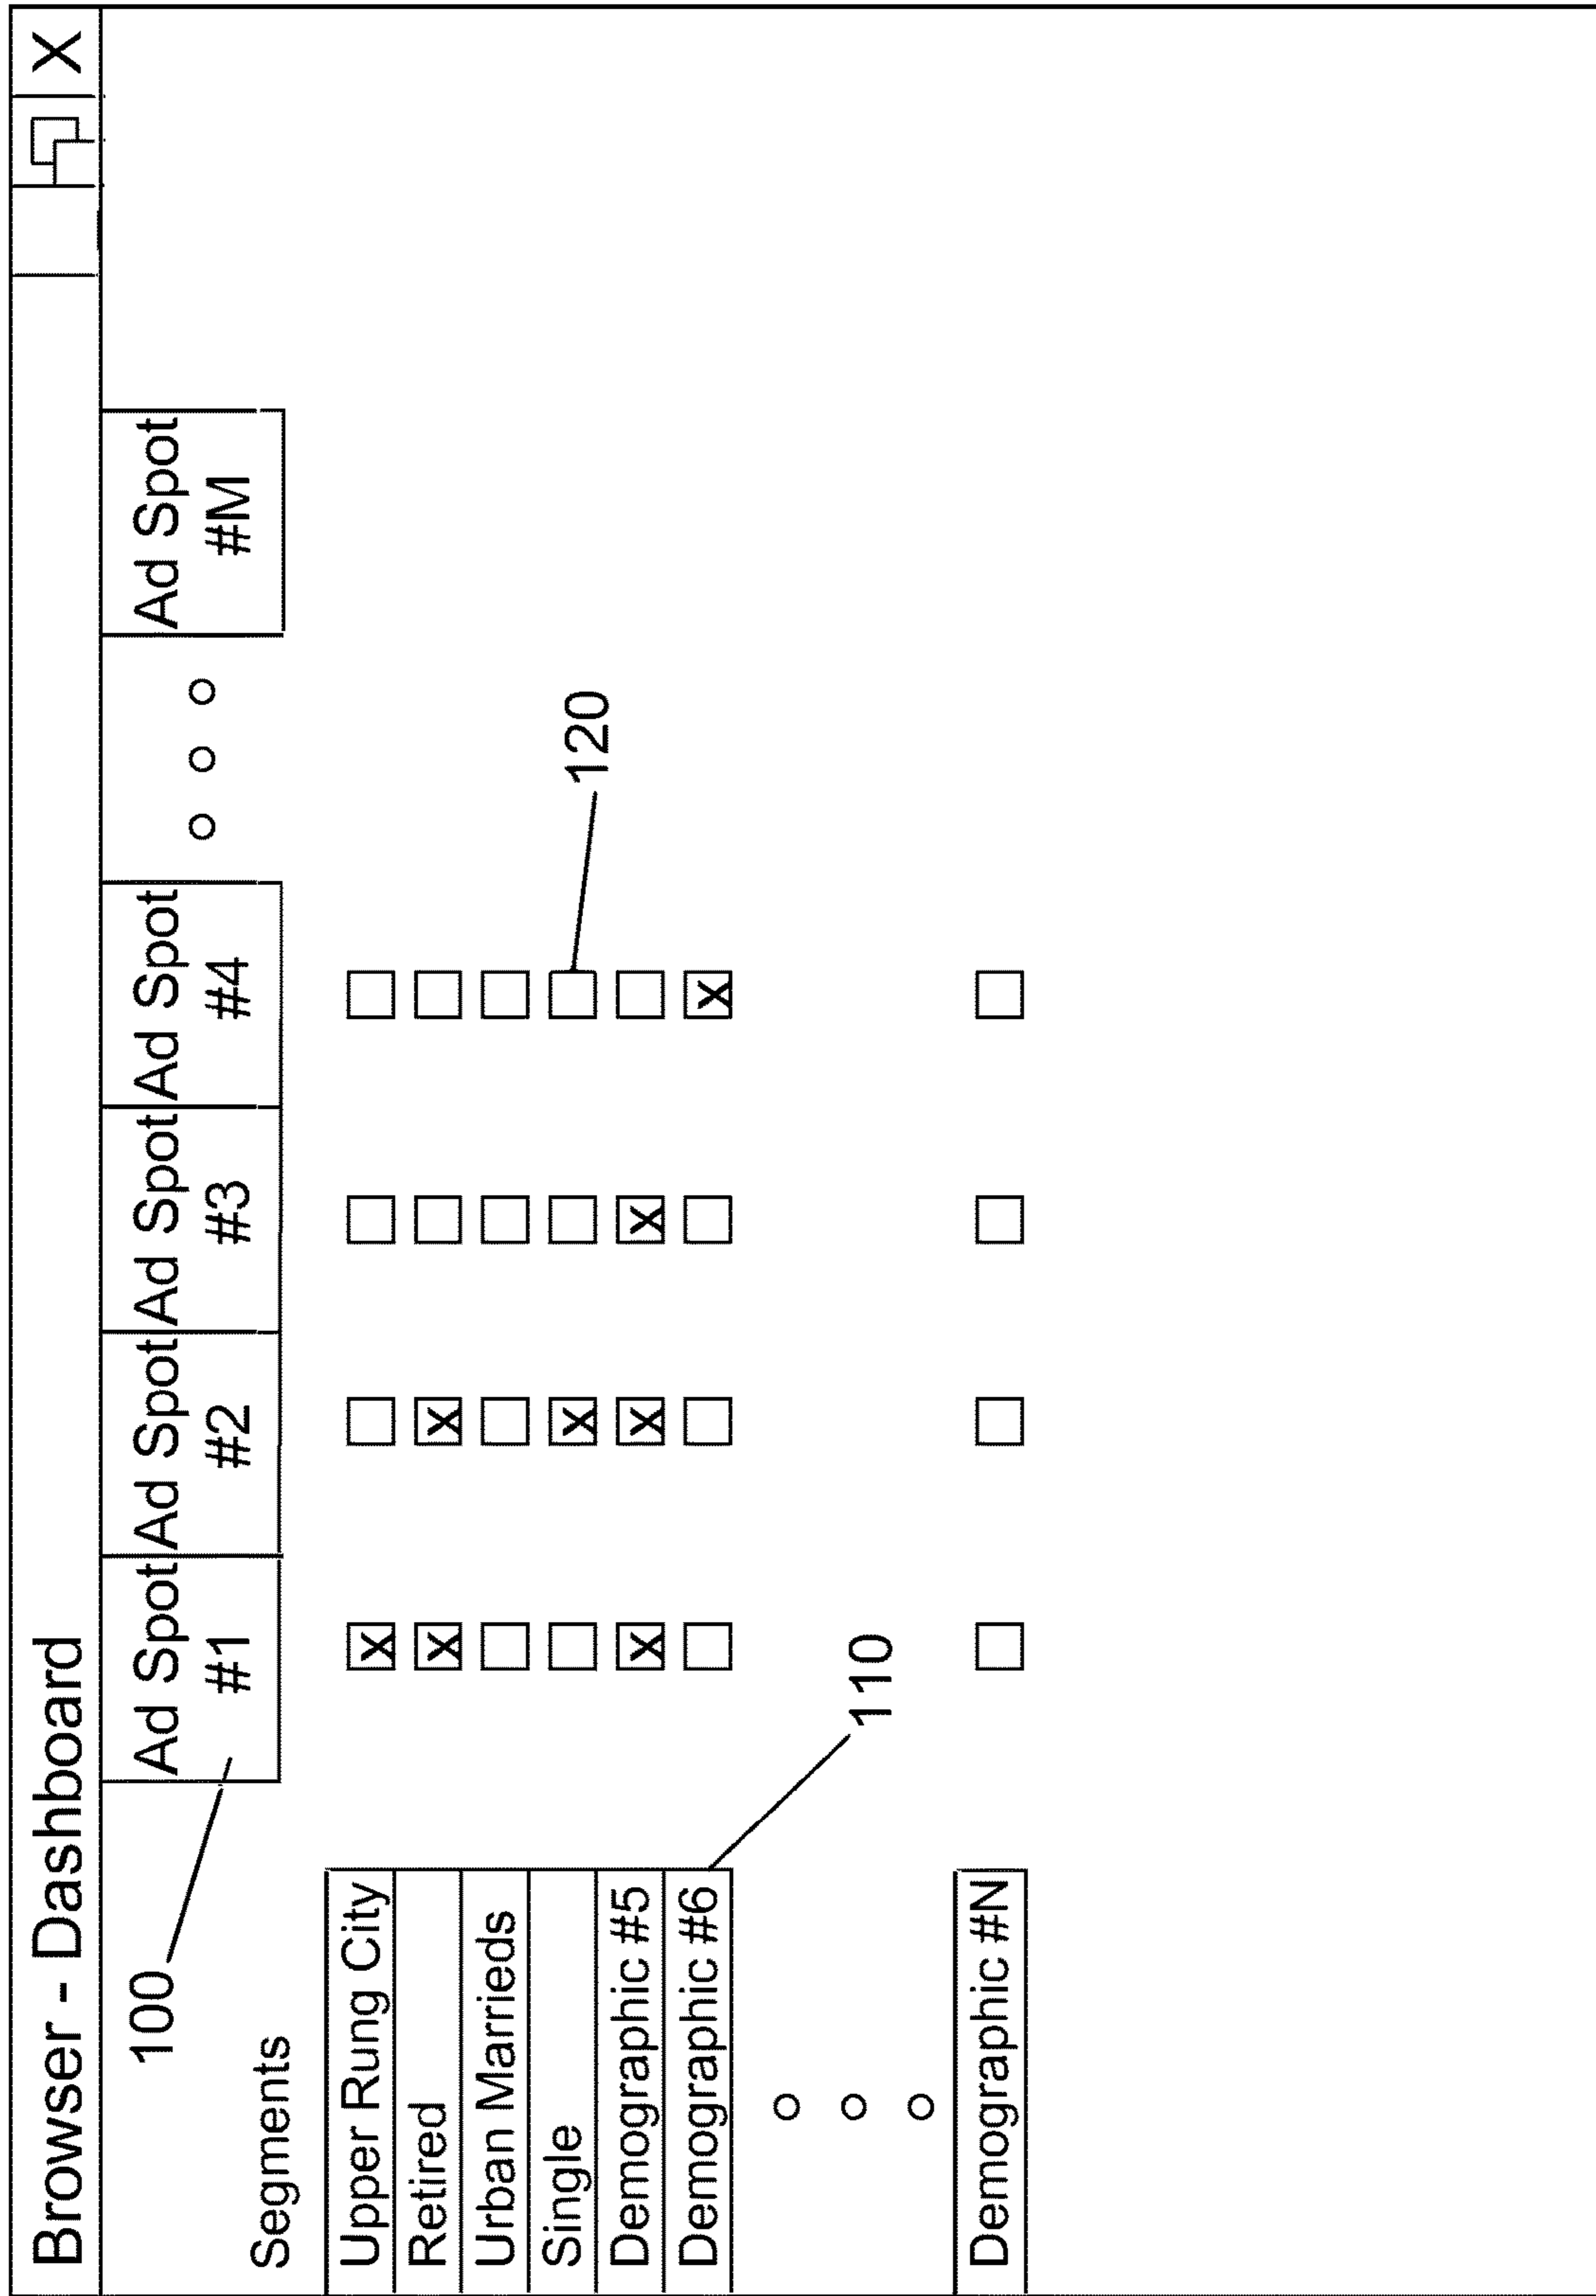 Browser - Dashboard X
100
Ad Spot #1
Ad Spot #2
Ad Spot #3
Ad Spot #4
Ad Spot #M
Segments
Upper Rung City X
Retired X X
Urban Marrieds
Single X
120
Demographic #5 X X X
Demographic #6 X
110
Demographic #N